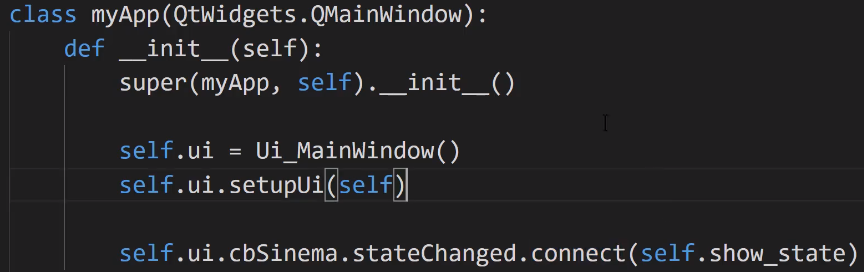 class myApp(QtWidgets.QMainWindow):
    def __init__(self):
        super(myApp, self).__init__()
        self.ui = Ui_MainWindow()
        self.ui.setupUi(self)
        self.ui.cbSinema.stateChanged.connect(self.show_state)